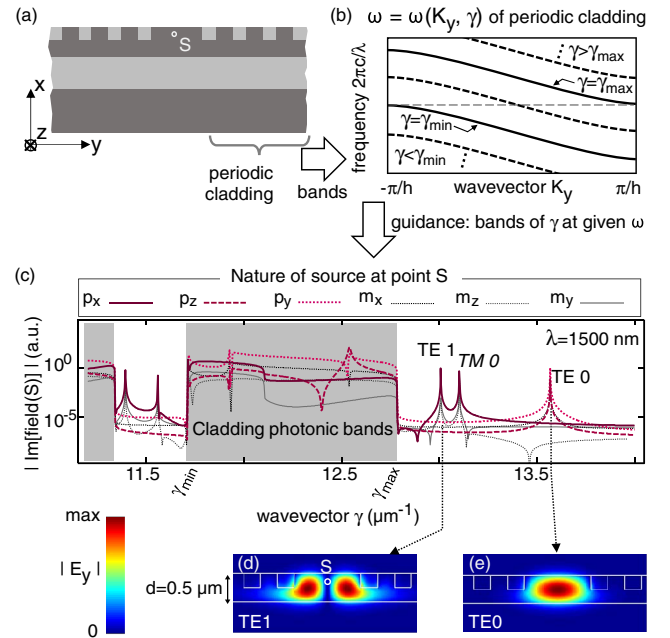 (a)
S
x
z
y
periodic
cladding
bands
(b) ω = ω(Ky, γ) of periodic cladding
frequency 2πc/λ
γ>γmax
γ=γmax
γ=γmin
γ<γmin
-π/h
wavevector Ky
π/h
guidance: bands of γ at given ω
(c)
Nature of source at point S
px pz py mx mz my
| Im[field(S)] | (a.u.)
10^0
10^-5
TE 1
TM 0
TE 0
λ=1500 nm
Cladding photonic bands
11.5 γmin 12.5 γmax 13.5
wavevector γ (μm^-1)
max
| Ey |
0
d=0.5 μm
(d)
S
TE1
(e)
TE0